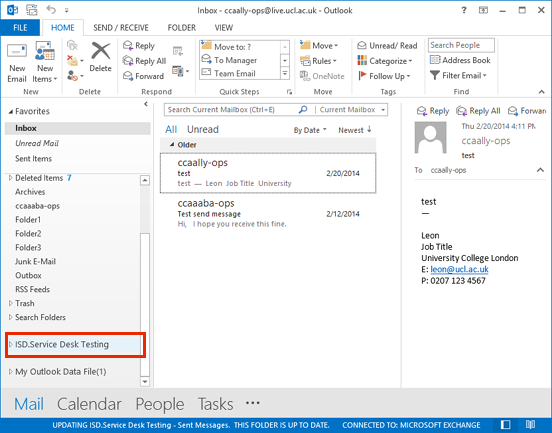 Inbox - ccaally-ops@live.ucl.ac.uk - Outlook
FILE HOME SEND / RECEIVE FOLDER VIEW
New Email
New Items
Delete
Reply
Reply All
Forward
Move to: ?
To Manager
Team Email
Move
Rules
OneNote
Unread/ Read
Categorize
Follow Up
Search People
Address Book
Filter Email
New Delete Respond Quick Steps Move Tags Find
Favorites
Inbox
Unread Mail
Sent Items
Deleted Items 7
Archives
ccaaba-ops
Folder1
Folder2
Folder3
Junk E-Mail
Outbox
RSS Feeds
Trash
Search Folders
ISD.Service Desk Testing
My Outlook Data File(1)
Search Current Mailbox (Ctrl+E) Current Mailbox
All Unread By Date Newest
Older
ccaally-ops
test 2/20/2014
test — Leon Job Title University
ccaaba-ops
Test send message 2/12/2014
Hi, I hope you receive this fine.
Reply Reply All Forwar
Thu 2/20/2014 4:11 PM
ccaally-ops
test
To ccaally-ops
test
—
Leon
Job Title
University College London
E: leon@ucl.ac.uk
P: 0207 123 4567
Mail Calendar People Tasks •••
UPDATING ISD.Service Desk Testing - Sent Messages. THIS FOLDER IS UP TO DATE. CONNECTED TO: MICROSOFT EXCHANGE